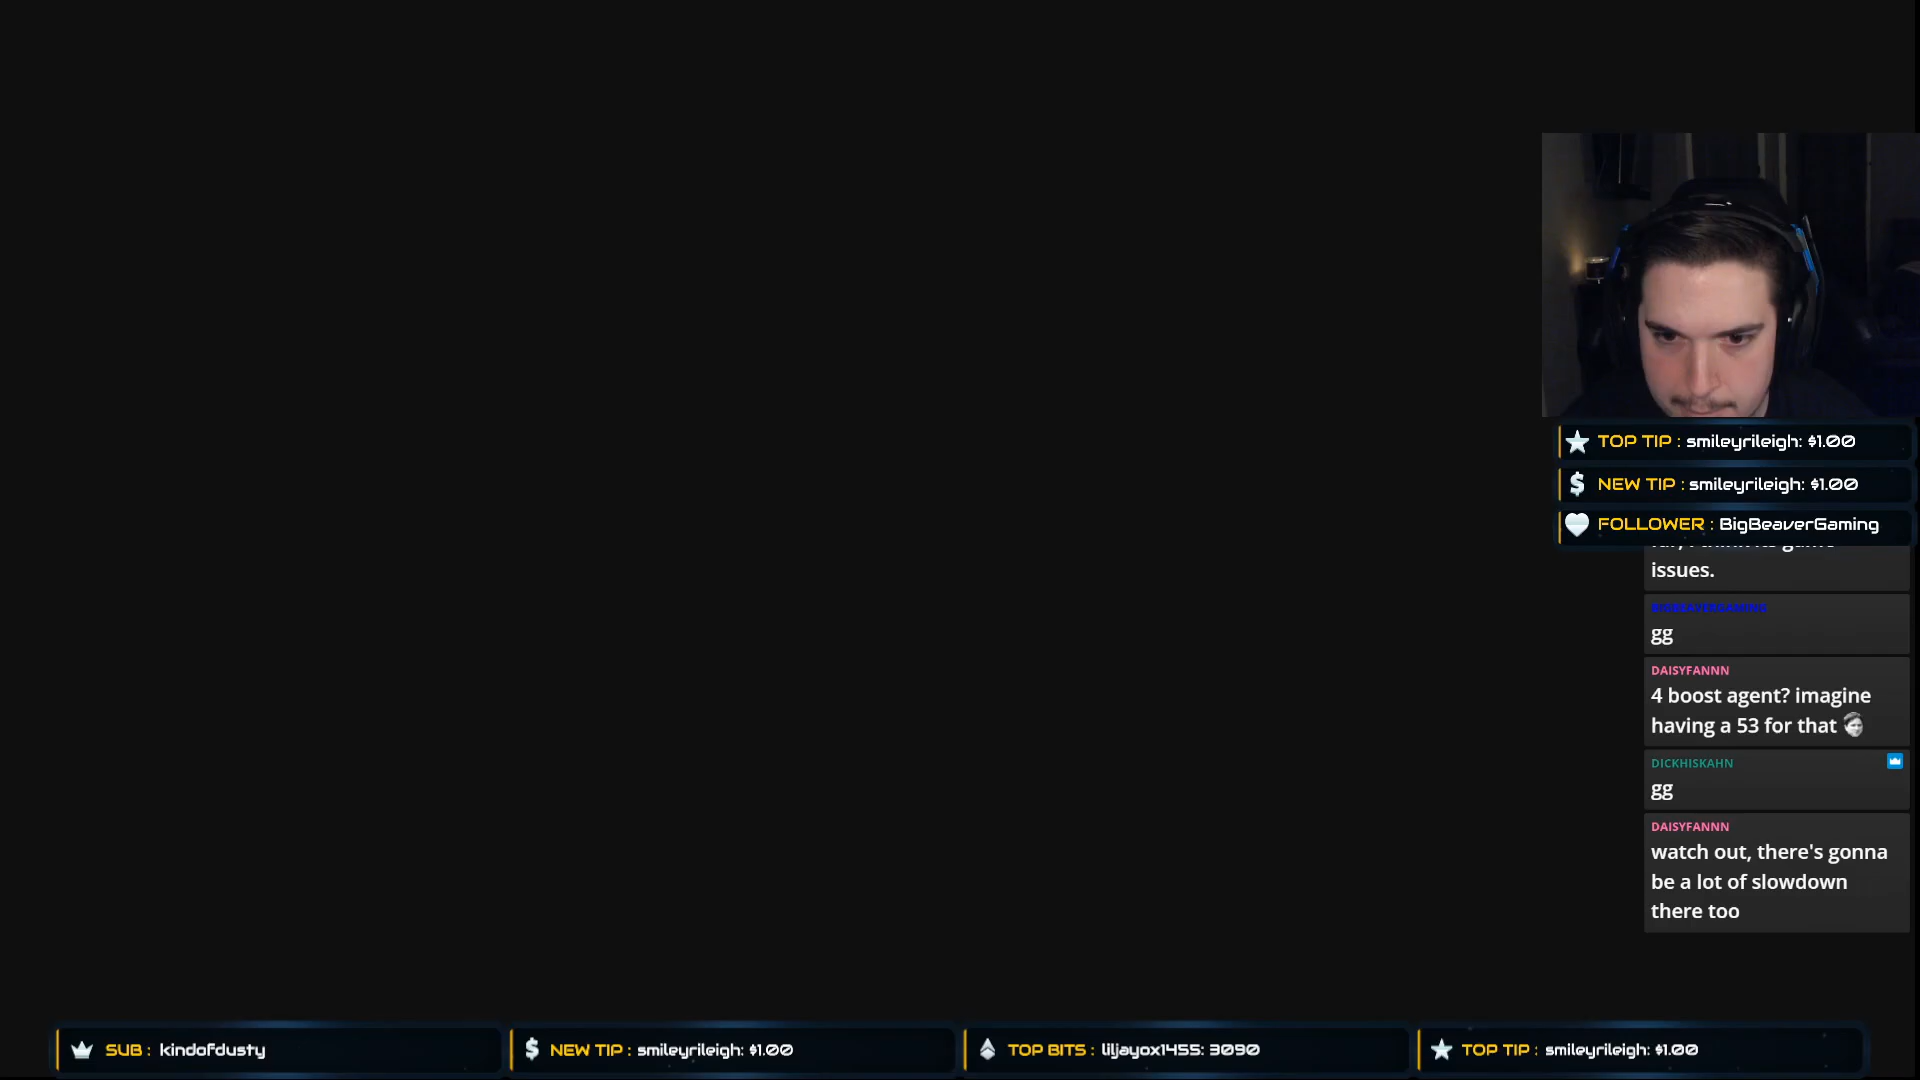 TOP TIP : smileyrileigh: $1.00
NEW TIP : smileyrileigh: $1.00
FOLLOWER : BigBeaverGaming
issues.
BIGBEAVERGAMING
gg
DAISYFANNN
4 boost agent? imagine
having a 53 for that
DICKHISKAHN
gg
DAISYFANNN
watch out, there's gonna
be a lot of slowdown
there too
SUB : kindofdusty
NEW TIP : smileyrileigh: $1.00
TOP BITS : liljayox1455: 3090
TOP TIP : smileyrileigh: $1.00